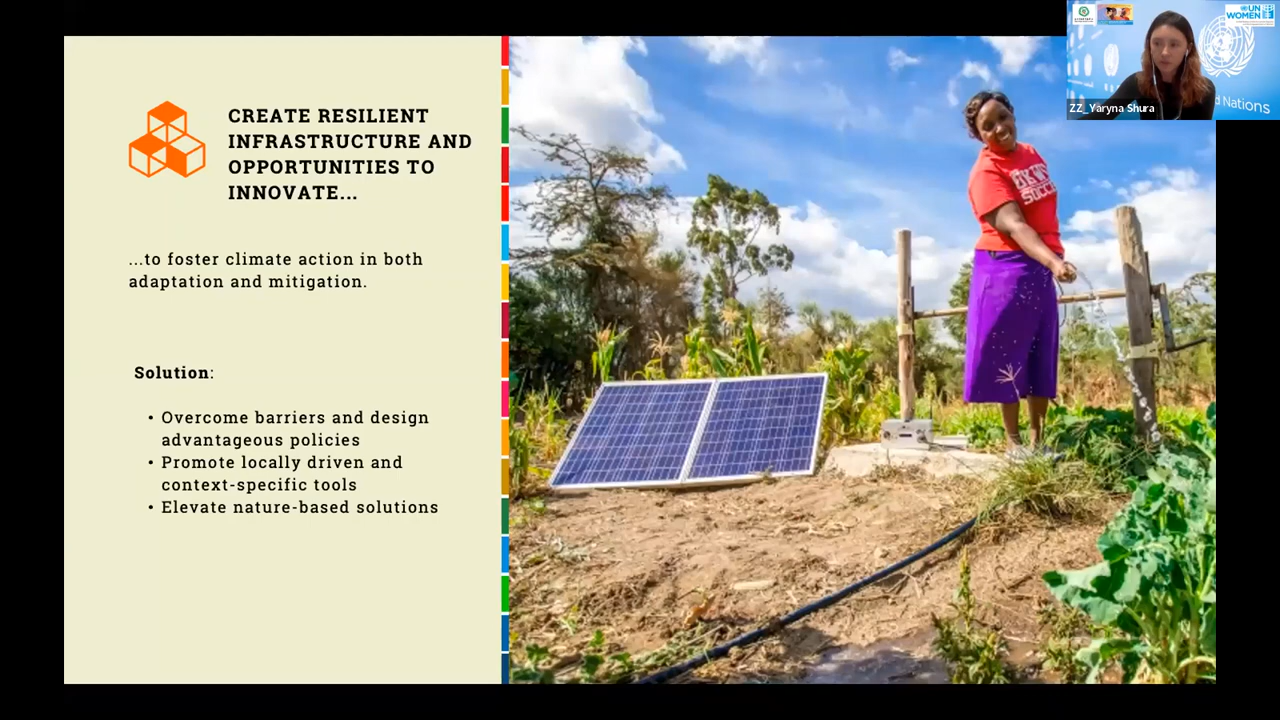 CREATE RESILIENT
INFRASTRUCTURE AND
OPPORTUNITIES TO
INNOVATE...
...to foster climate action in both
adaptation and mitigation.
Solution:
• Overcome barriers and design
advantageous policies
• Promote locally driven and
context-specific tools
• Elevate nature-based solutions
UN
WOMEN
d Nations
ZZ_Yaryna Shura